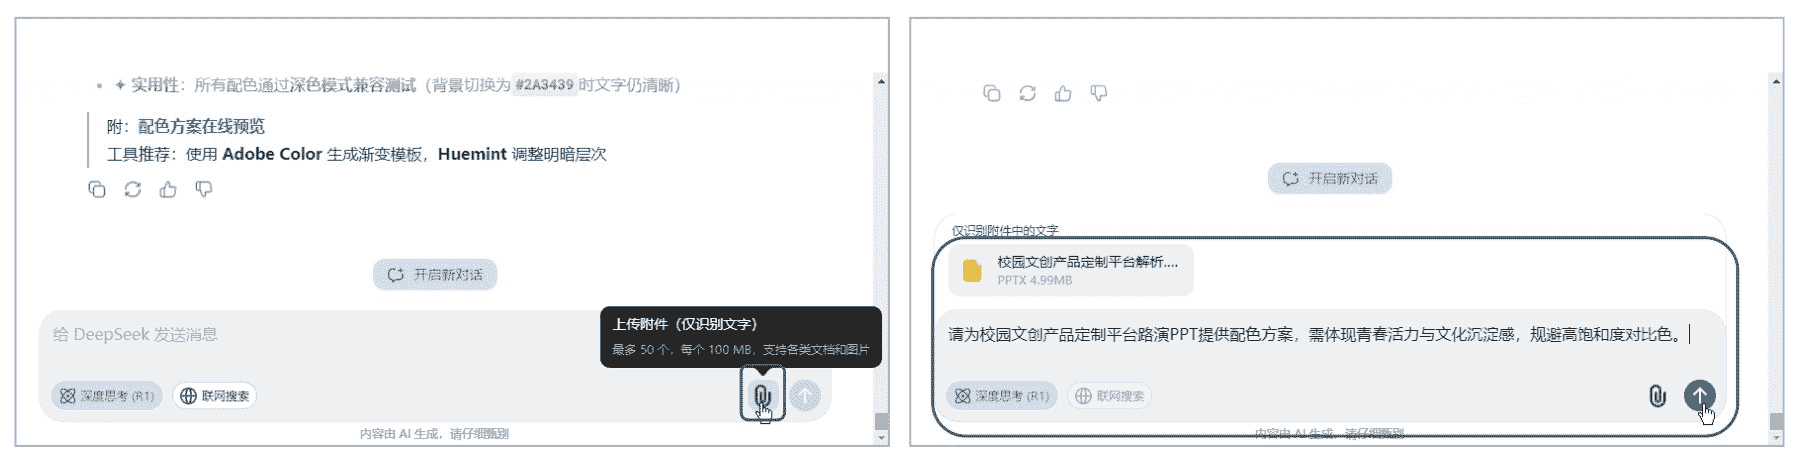 ✦ 实用性：所有配色通过深色模式兼容测试（背景切换为 #2A3439 时文字仍清晰）
附：配色方案在线预览
工具推荐：使用 Adobe Color 生成渐变模板，Huemint 调整明暗层次
开启新对话
上传附件（仅识别文字）
最多 50 个，每个 100 MB，支持各类文档和图片
给 DeepSeek 发送消息
深度思考 (R1) 联网搜索
内容由 AI 生成，请仔细甄别
开启新对话
仅识别附件中的文字
校园文创产品定制平台解析....
PPTX 4.99MB
请为校园文创产品定制平台路演PPT提供配色方案，需体现青春活力与文化沉淀感，规避高饱和度对比色。
深度思考 (R1) 联网搜索
内容由 AI 生成，请仔细甄别